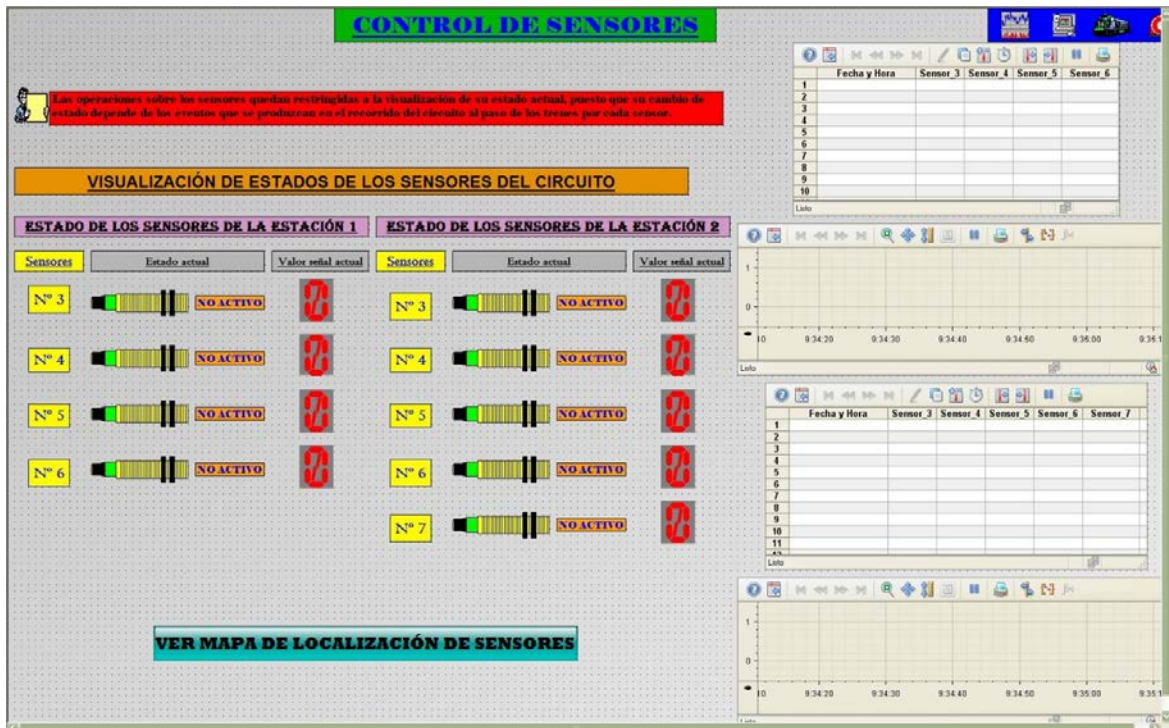 CONTROL DE SENSORES
Las operaciones sobre los sensores quedan restringidas a la visualización de su estado actual, puesto que su cambio de
estado depende de los eventos que se produzcan en el recorrido del circuito al paso de los trenes por cada sensor.
VISUALIZACIÓN DE ESTADOS DE LOS SENSORES DEL CIRCUITO
ESTADO DE LOS SENSORES DE LA ESTACIÓN 1
Sensores Estado actual Valor señal actual
Nº 3 NO ACTIVO
Nº 4 NO ACTIVO
Nº 5 NO ACTIVO
Nº 6 NO ACTIVO
ESTADO DE LOS SENSORES DE LA ESTACIÓN 2
Sensores Estado actual Valor señal actual
Nº 3 NO ACTIVO
Nº 4 NO ACTIVO
Nº 5 NO ACTIVO
Nº 6 NO ACTIVO
Nº 7 NO ACTIVO
VER MAPA DE LOCALIZACIÓN DE SENSORES
Fecha y Hora Sensor_3 Sensor_4 Sensor_5 Sensor_6
1
2
3
4
5
6
7
8
9
10
Listo
1
0
9:34:20 9:34:30 9:34:40 9:34:50 9:35:00
Listo
Fecha y Hora Sensor_3 Sensor_4 Sensor_5 Sensor_6 Sensor_7
1
2
3
4
5
6
7
8
9
10
11
Listo
1
0
9:34:20 9:34:30 9:34:40 9:34:50 9:35:00